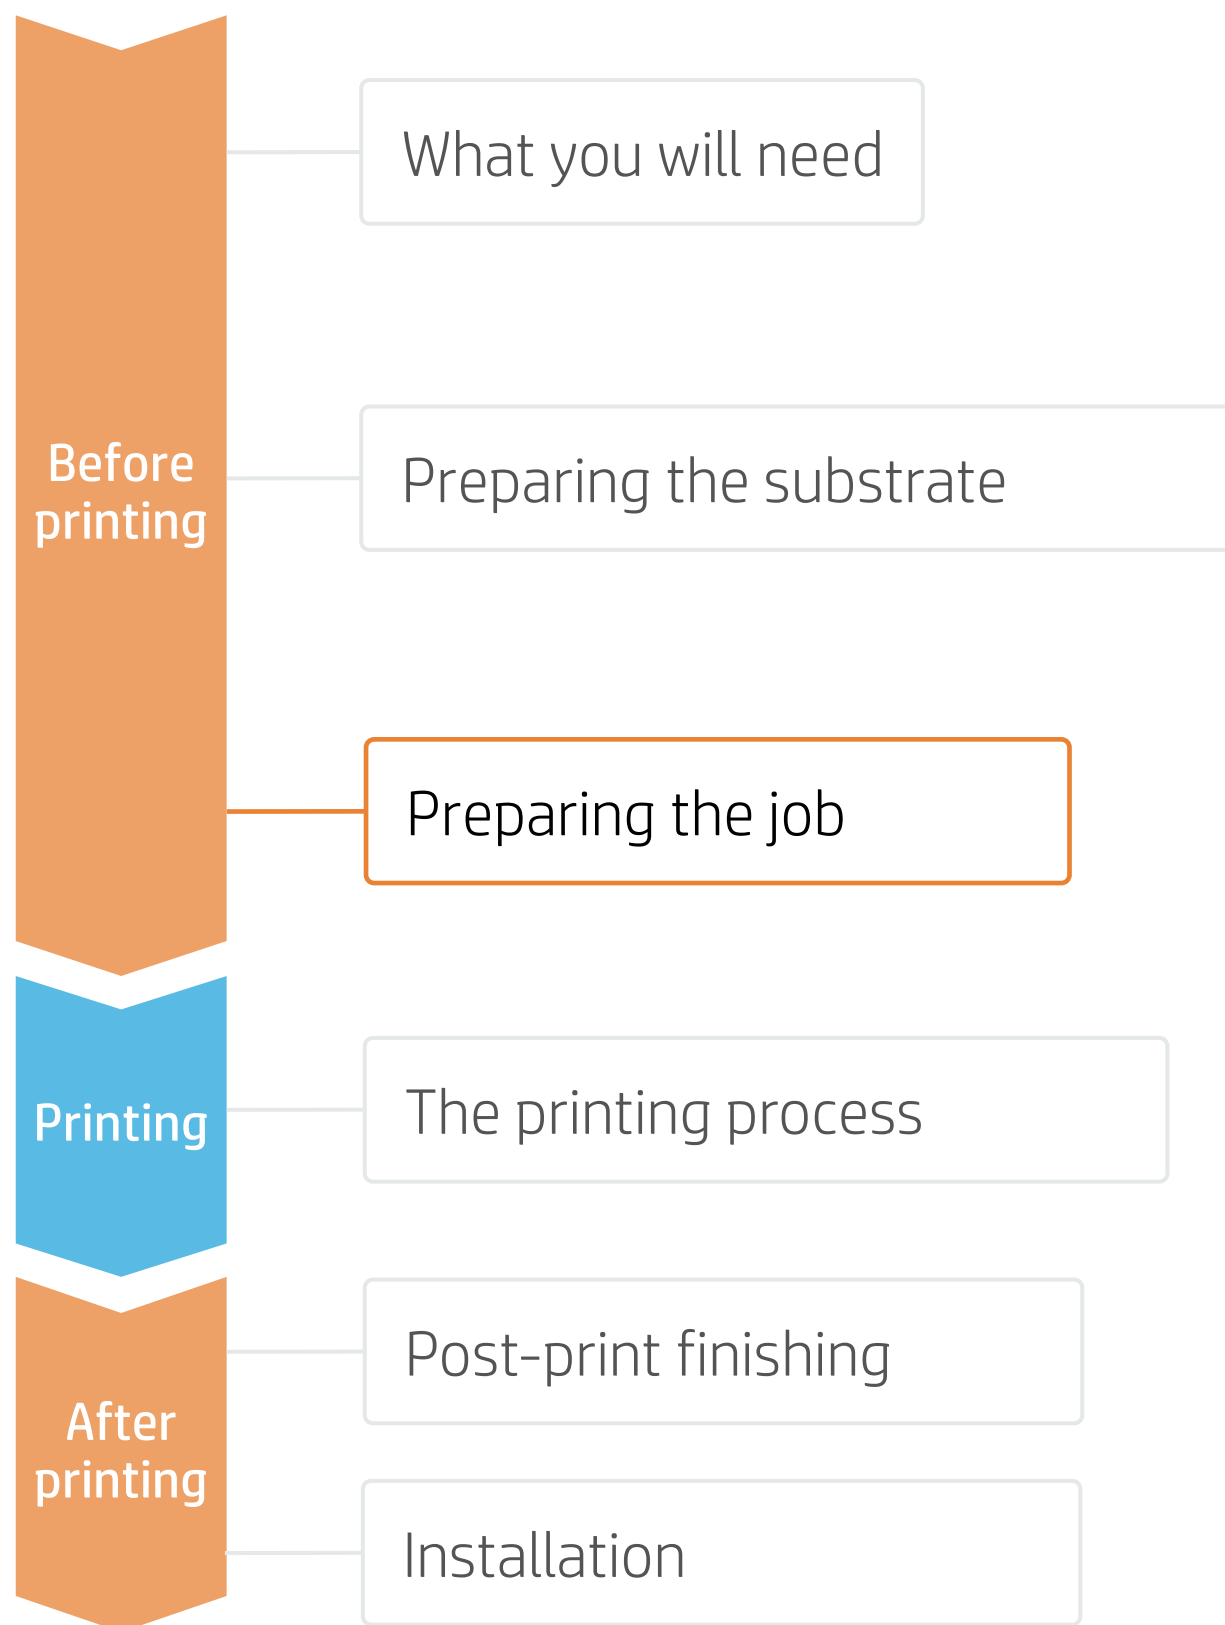 What you will need
Before
printing
Preparing the substrate
Preparing the job
Printing
The printing process
After
printing
Post-print finishing
Installation